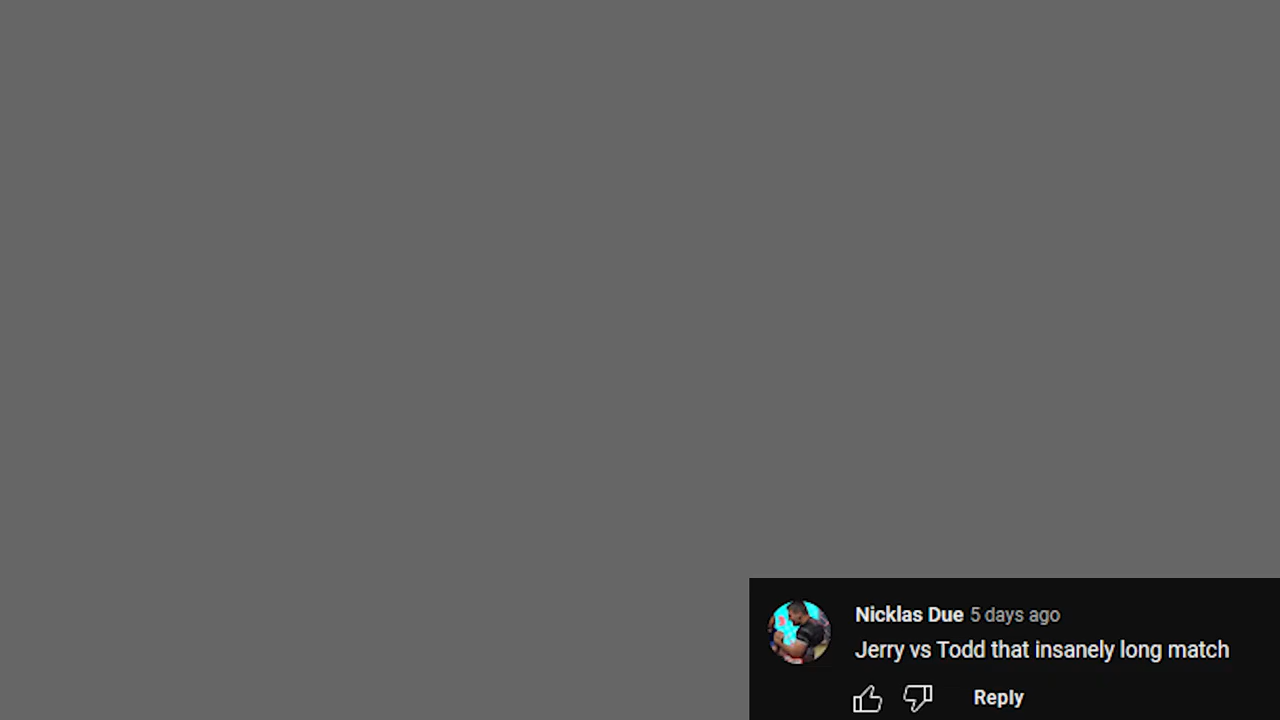 Nicklas Due 5 days ago
Jerry vs Todd that insanely long match
Reply